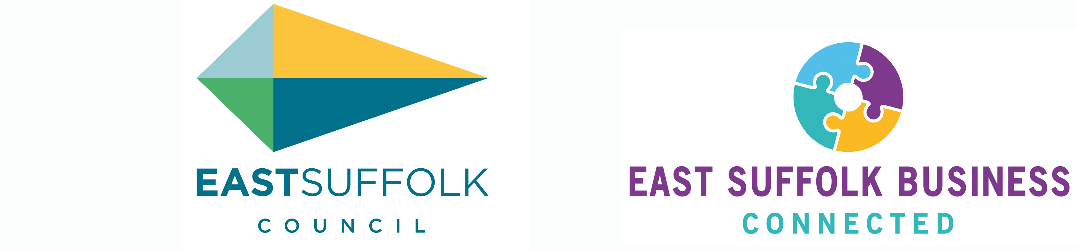 EASTSUFFOLK
COUNCIL
EAST SUFFOLK BUSINESS
CONNECTED